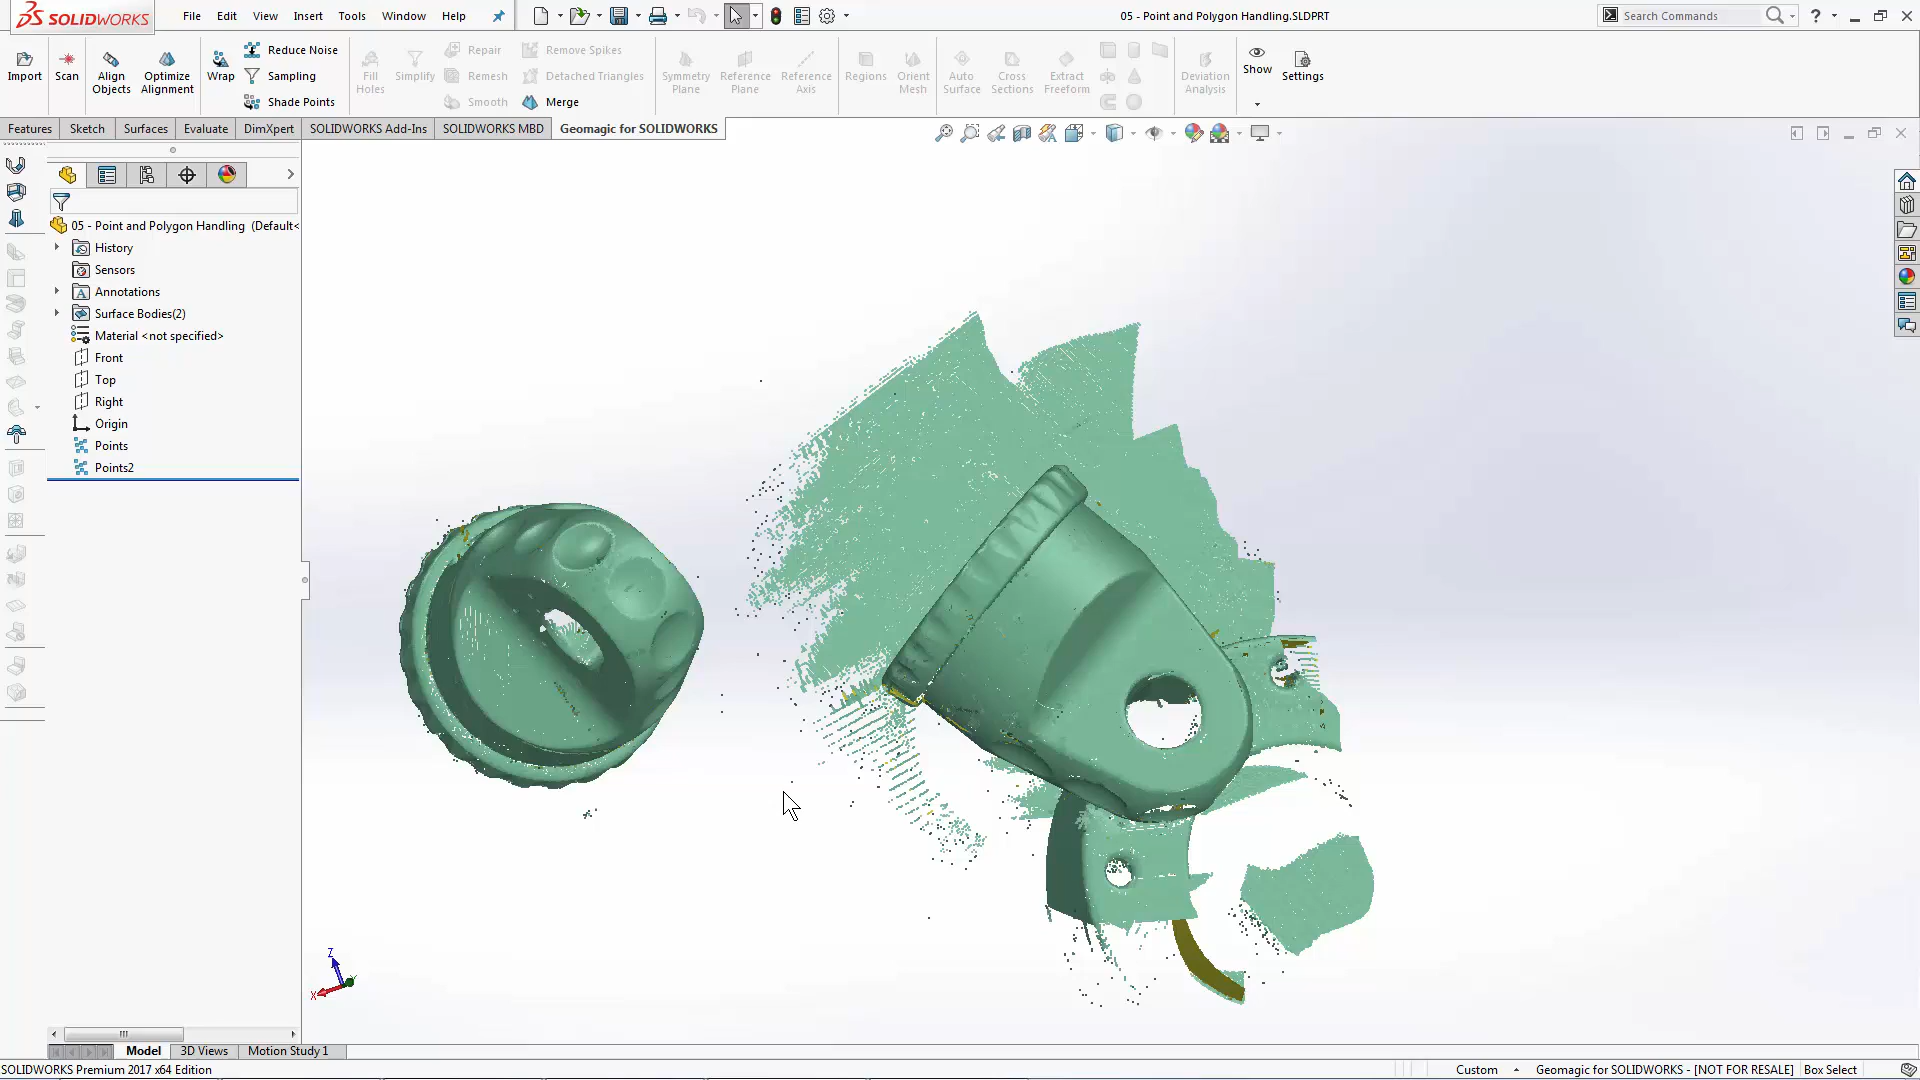 SOLIDWORKS
File Edit View Insert Tools Window Help
05 - Point and Polygon Handling.SLDPRT
Search Commands
Import
Scan
Align Objects
Optimize Alignment
Wrap
Reduce Noise
Sampling
Shade Points
Fill Holes
Simplify
Repair
Remesh
Smooth
Remove Spikes
Detached Triangles
Merge
Symmetry Plane
Reference Plane
Reference Axis
Regions
Orient Mesh
Auto Surface
Cross Sections
Extract Freeform
Deviation Analysis
Show
Settings
Features Sketch Surfaces Evaluate DimXpert SOLIDWORKS Add-Ins SOLIDWORKS MBD Geomagic for SOLIDWORKS
05 - Point and Polygon Handling (Default<
History
Sensors
Annotations
Surface Bodies(2)
Material <not specified>
Front
Top
Right
Origin
Points
Points2
Z
X
Y
Model 3D Views Motion Study 1
SOLIDWORKS Premium 2017 x64 Edition
Custom
Geomagic for SOLIDWORKS - [NOT FOR RESALE]
Box Select